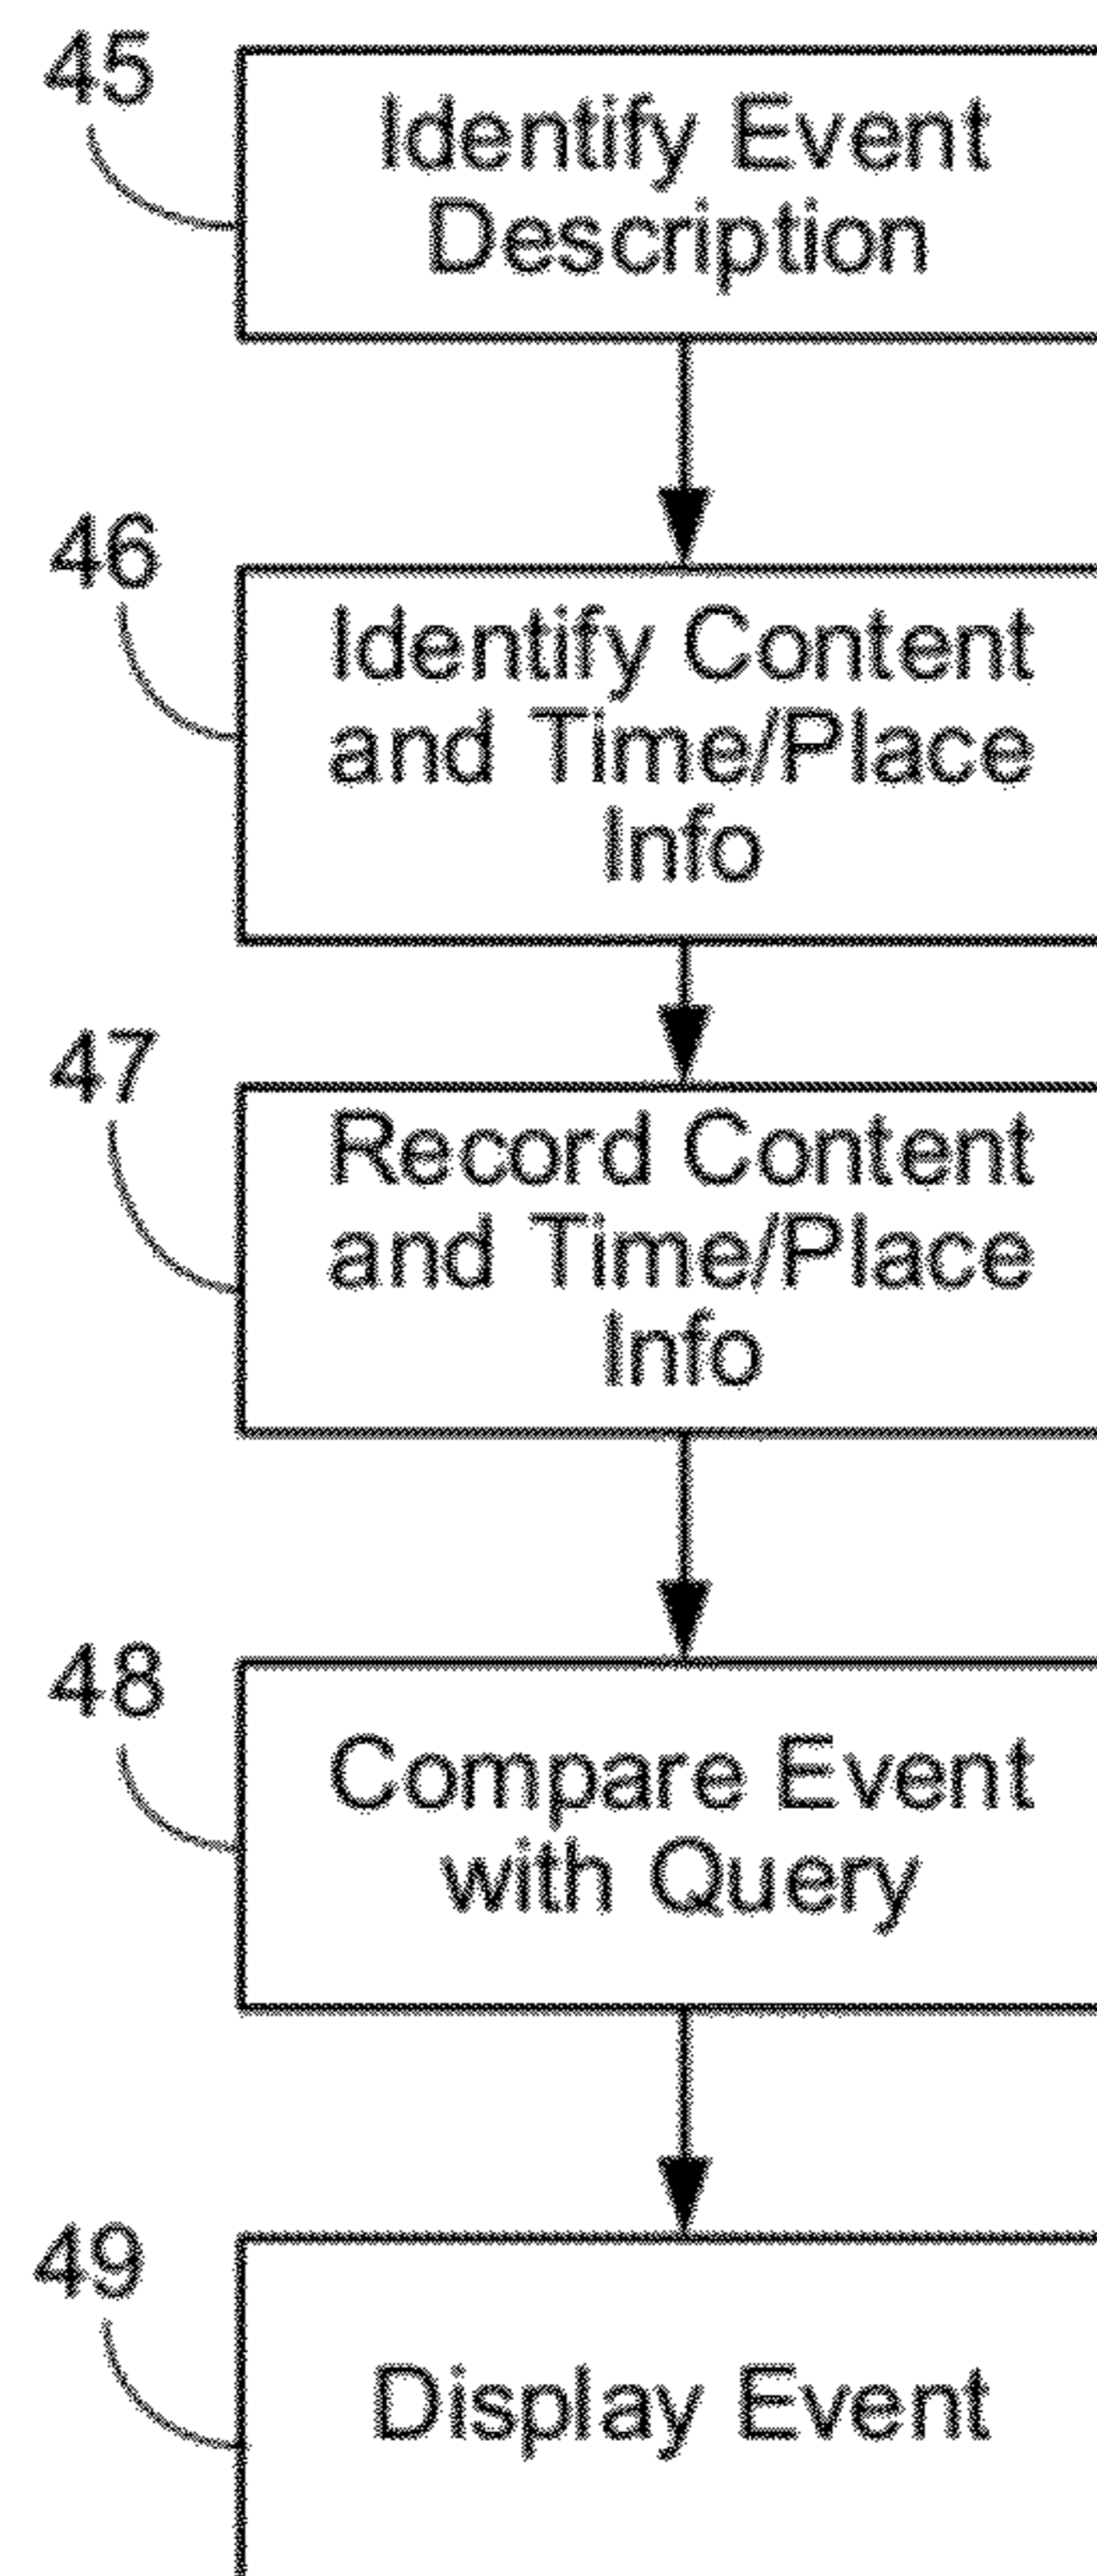 45
Identify Event
Description
46
Identify Content
and Time/Place
Info
47
Record Content
and Time/Place
Info
48
Compare Event
with Query
49
Display Event